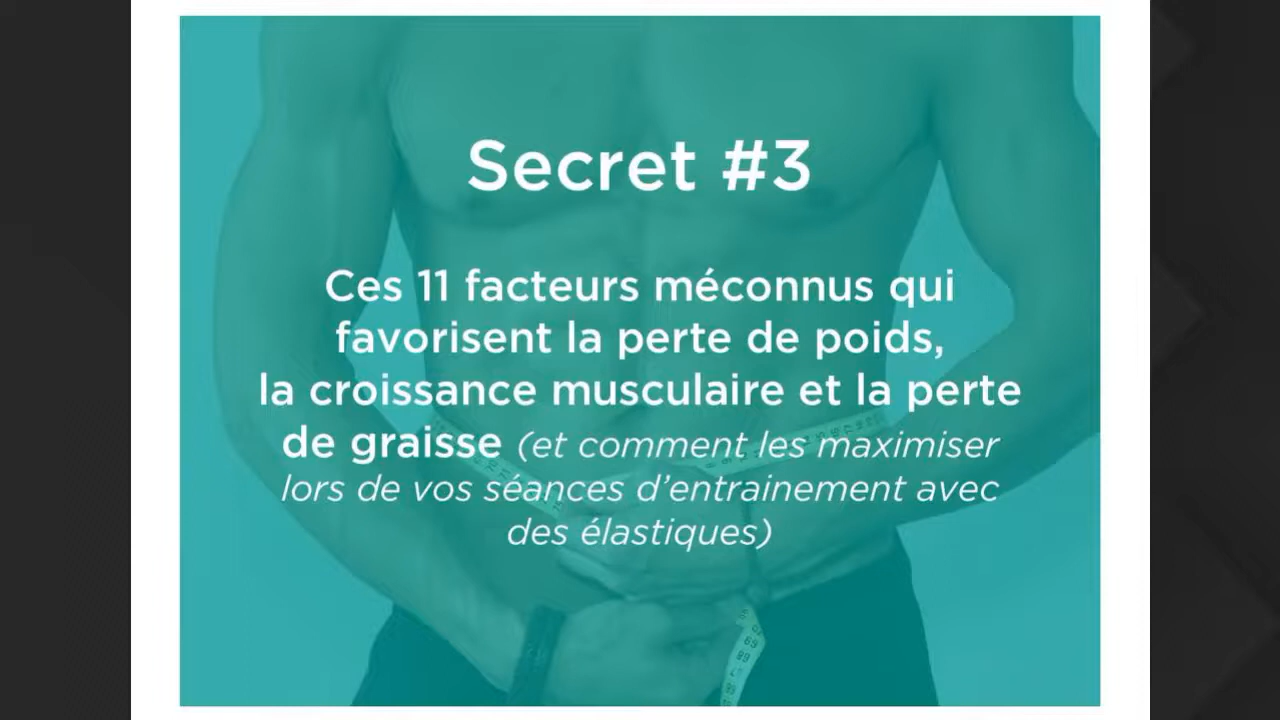 Secret #3
Ces 11 facteurs méconnus qui
favorisent la perte de poids,
la croissance musculaire et la perte
de graisse (et comment les maximiser
lors de vos séances d'entrainement avec
des élastiques)